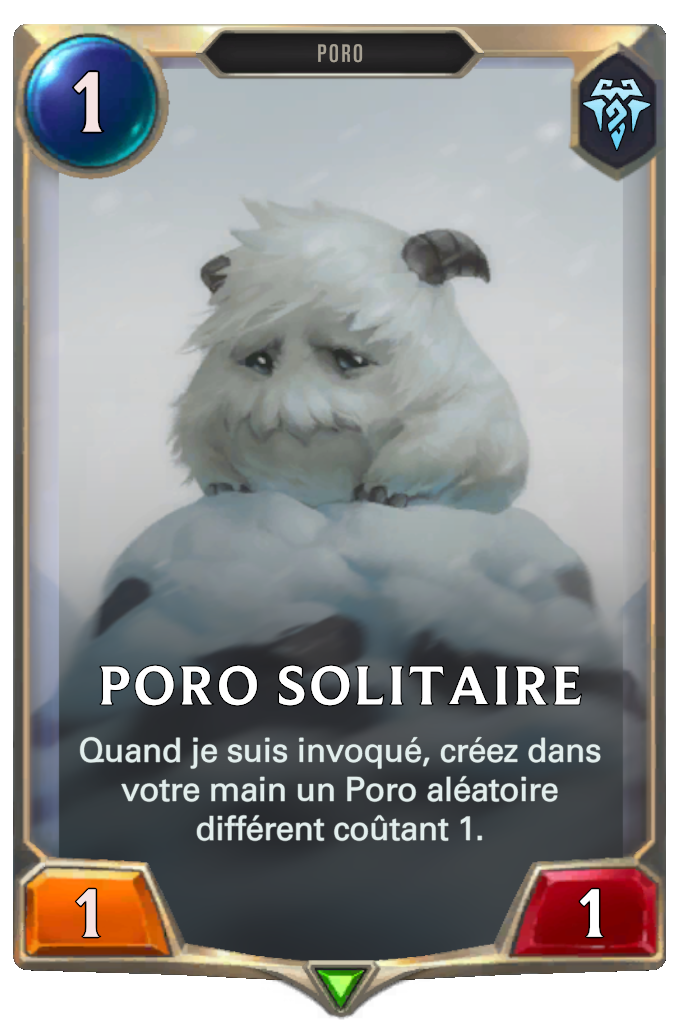 PORO
1
PORO SOLITAIRE
Quand je suis invoqué, créez dans
votre main un Poro aléatoire
différent coûtant 1.
1
1